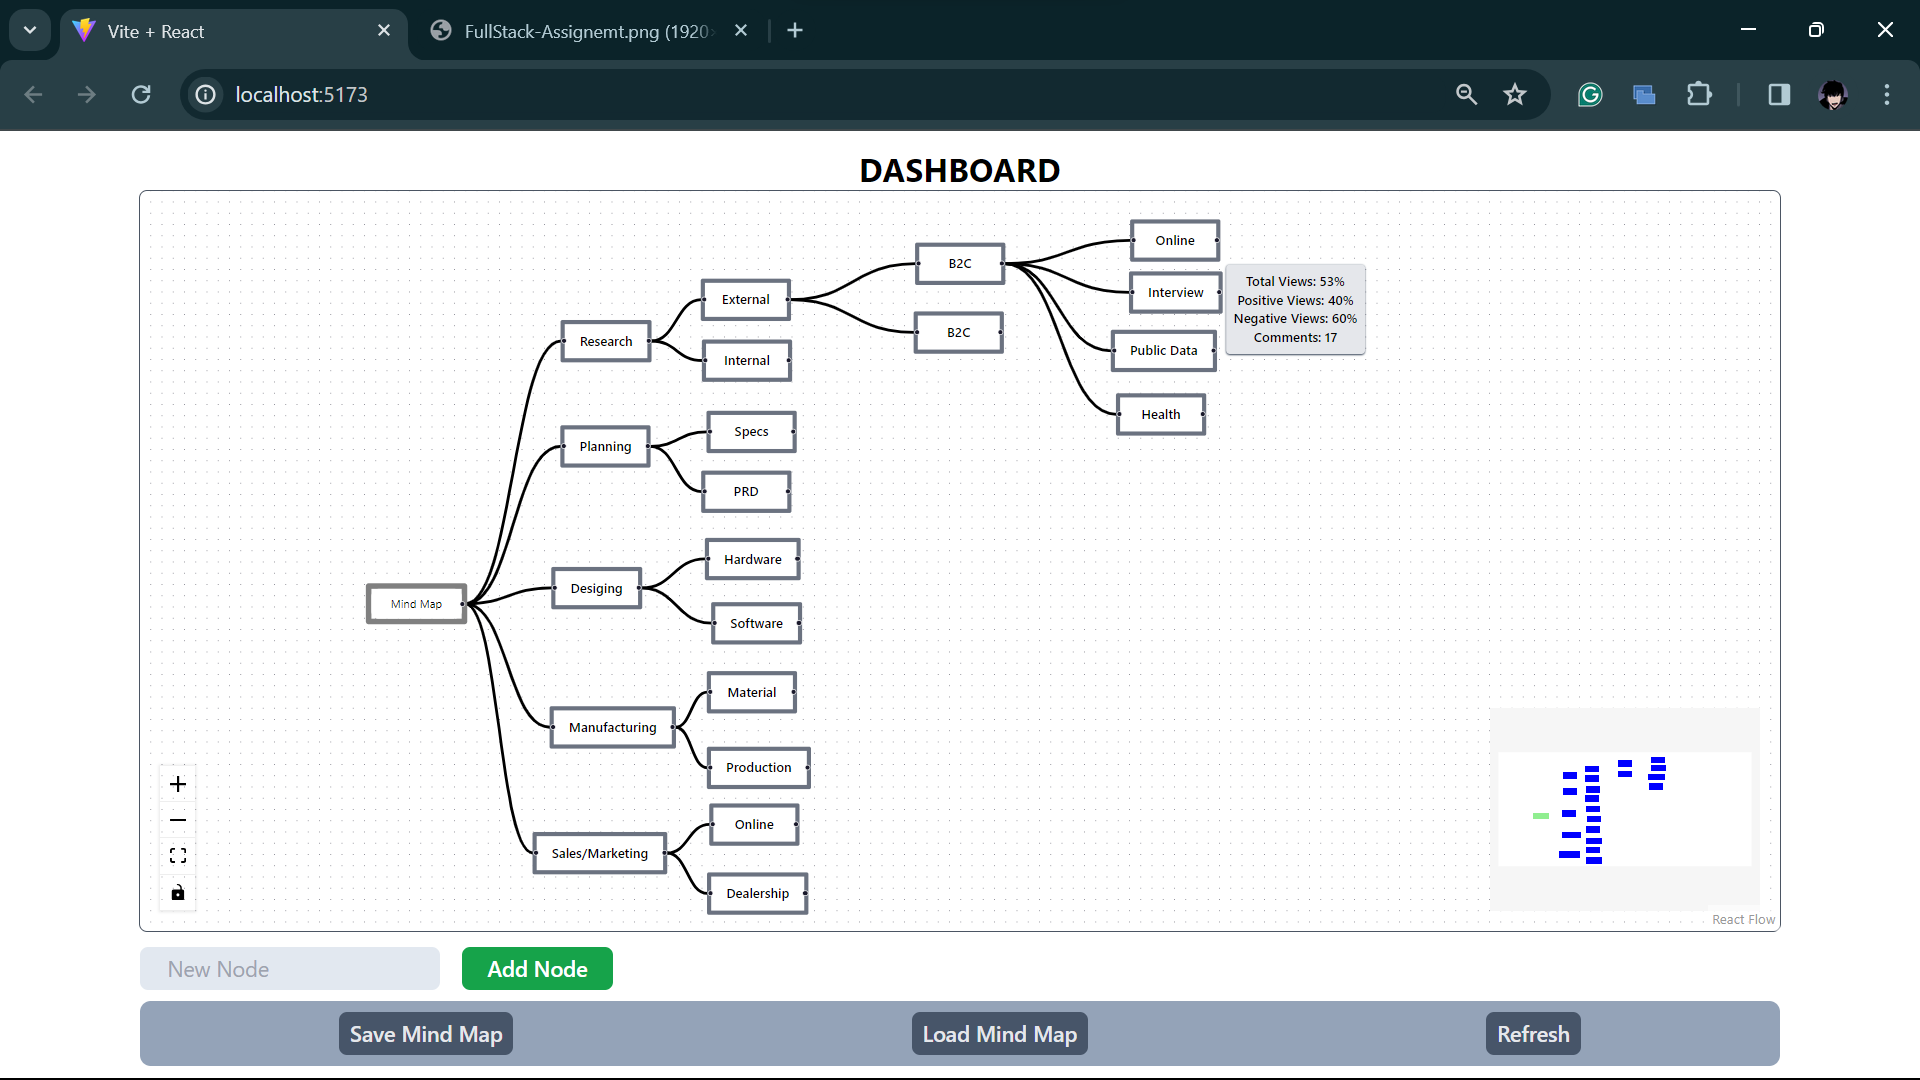 Vite + React
FullStack-Assignemt.png (1920
localhost:5173
DASHBOARD
Online
B2C
Interview
Total Views: 53%
Positive Views: 40%
Negative Views: 60%
Comments: 17
External
B2C
Research
Public Data
Internal
Health
Specs
Planning
PRD
Hardware
Desiging
Mind Map
Software
Material
Manufacturing
Production
Online
Sales/Marketing
Dealership
React Flow
New Node
Add Node
Save Mind Map
Load Mind Map
Refresh